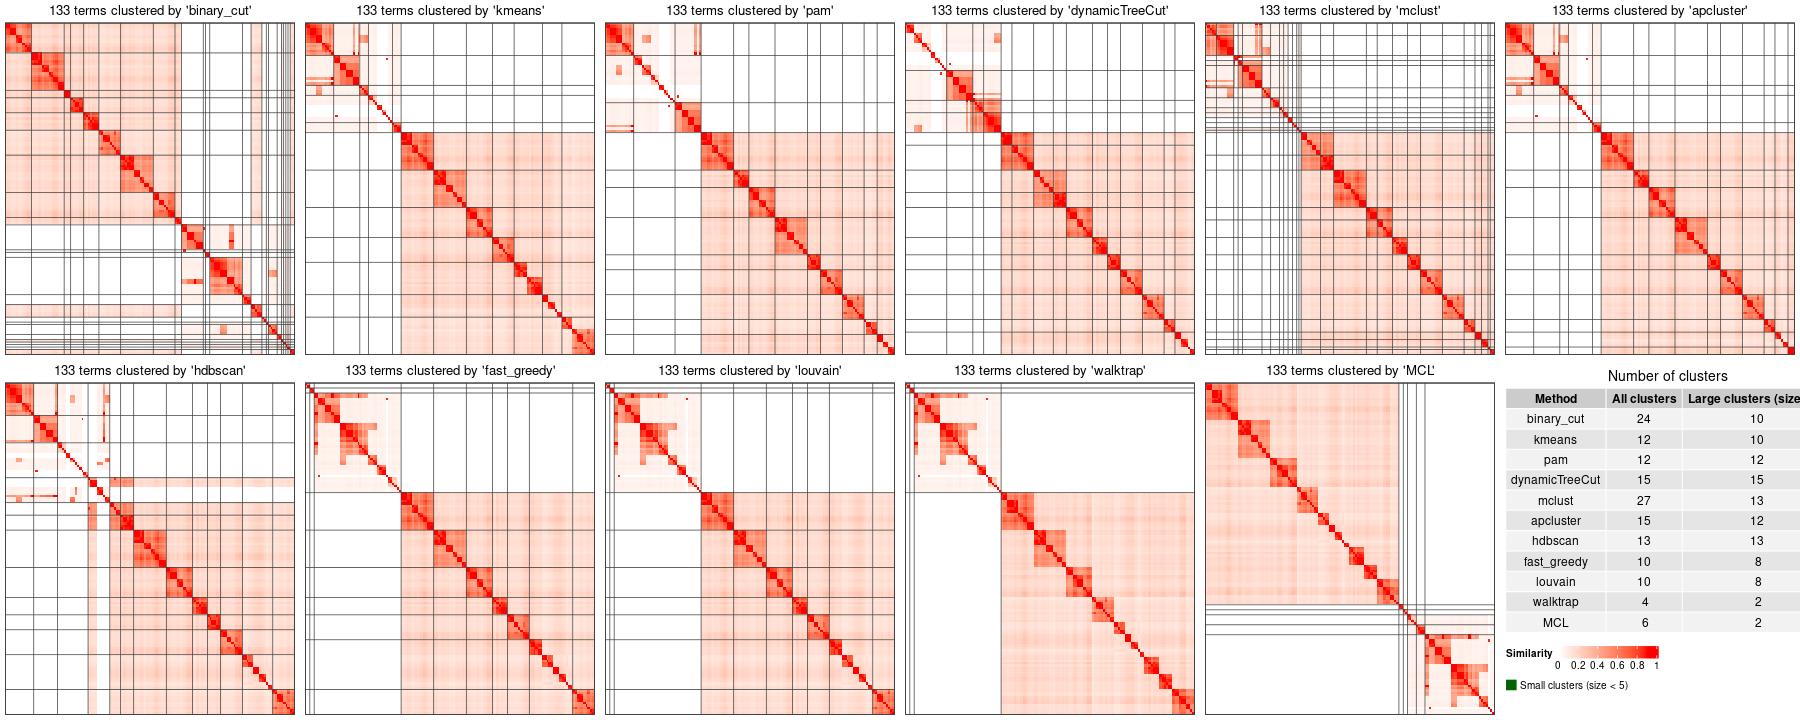 133 terms clustered by 'binary_cut'
133 terms clustered by 'kmeans'
133 terms clustered by 'pam'
133 terms clustered by 'dynamicTreeCut'
133 terms clustered by 'mclust'
133 terms clustered by 'apcluster'
133 terms clustered by 'hdbscan'
133 terms clustered by 'fast_greedy'
133 terms clustered by 'louvain'
133 terms clustered by 'walktrap'
133 terms clustered by 'MCL'
Number of clusters
Method All clusters Large clusters (size
binary_cut 24 10
kmeans 12 10
pam 12 12
dynamicTreeCut 15 15
mclust 27 13
apcluster 15 12
hdbscan 13 13
fast_greedy 10 8
louvain 10 8
walktrap 4 2
MCL 6 2
Similarity
0 0.2 0.4 0.6 0.8 1
Small clusters (size < 5)